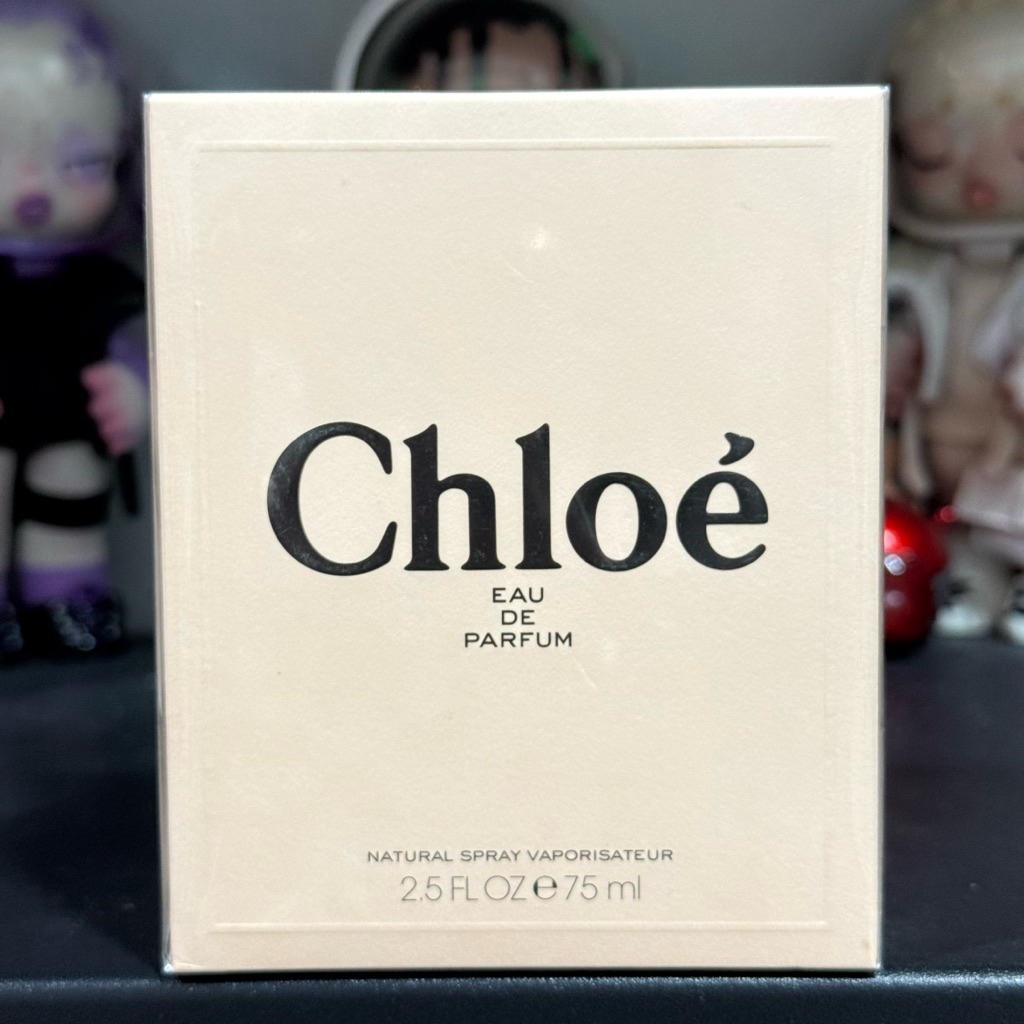 Chloé
EAU
DE
PARFUM
NATURAL SPRAY VAPORISATEUR
2.5 FL OZ ℮ 75 ml